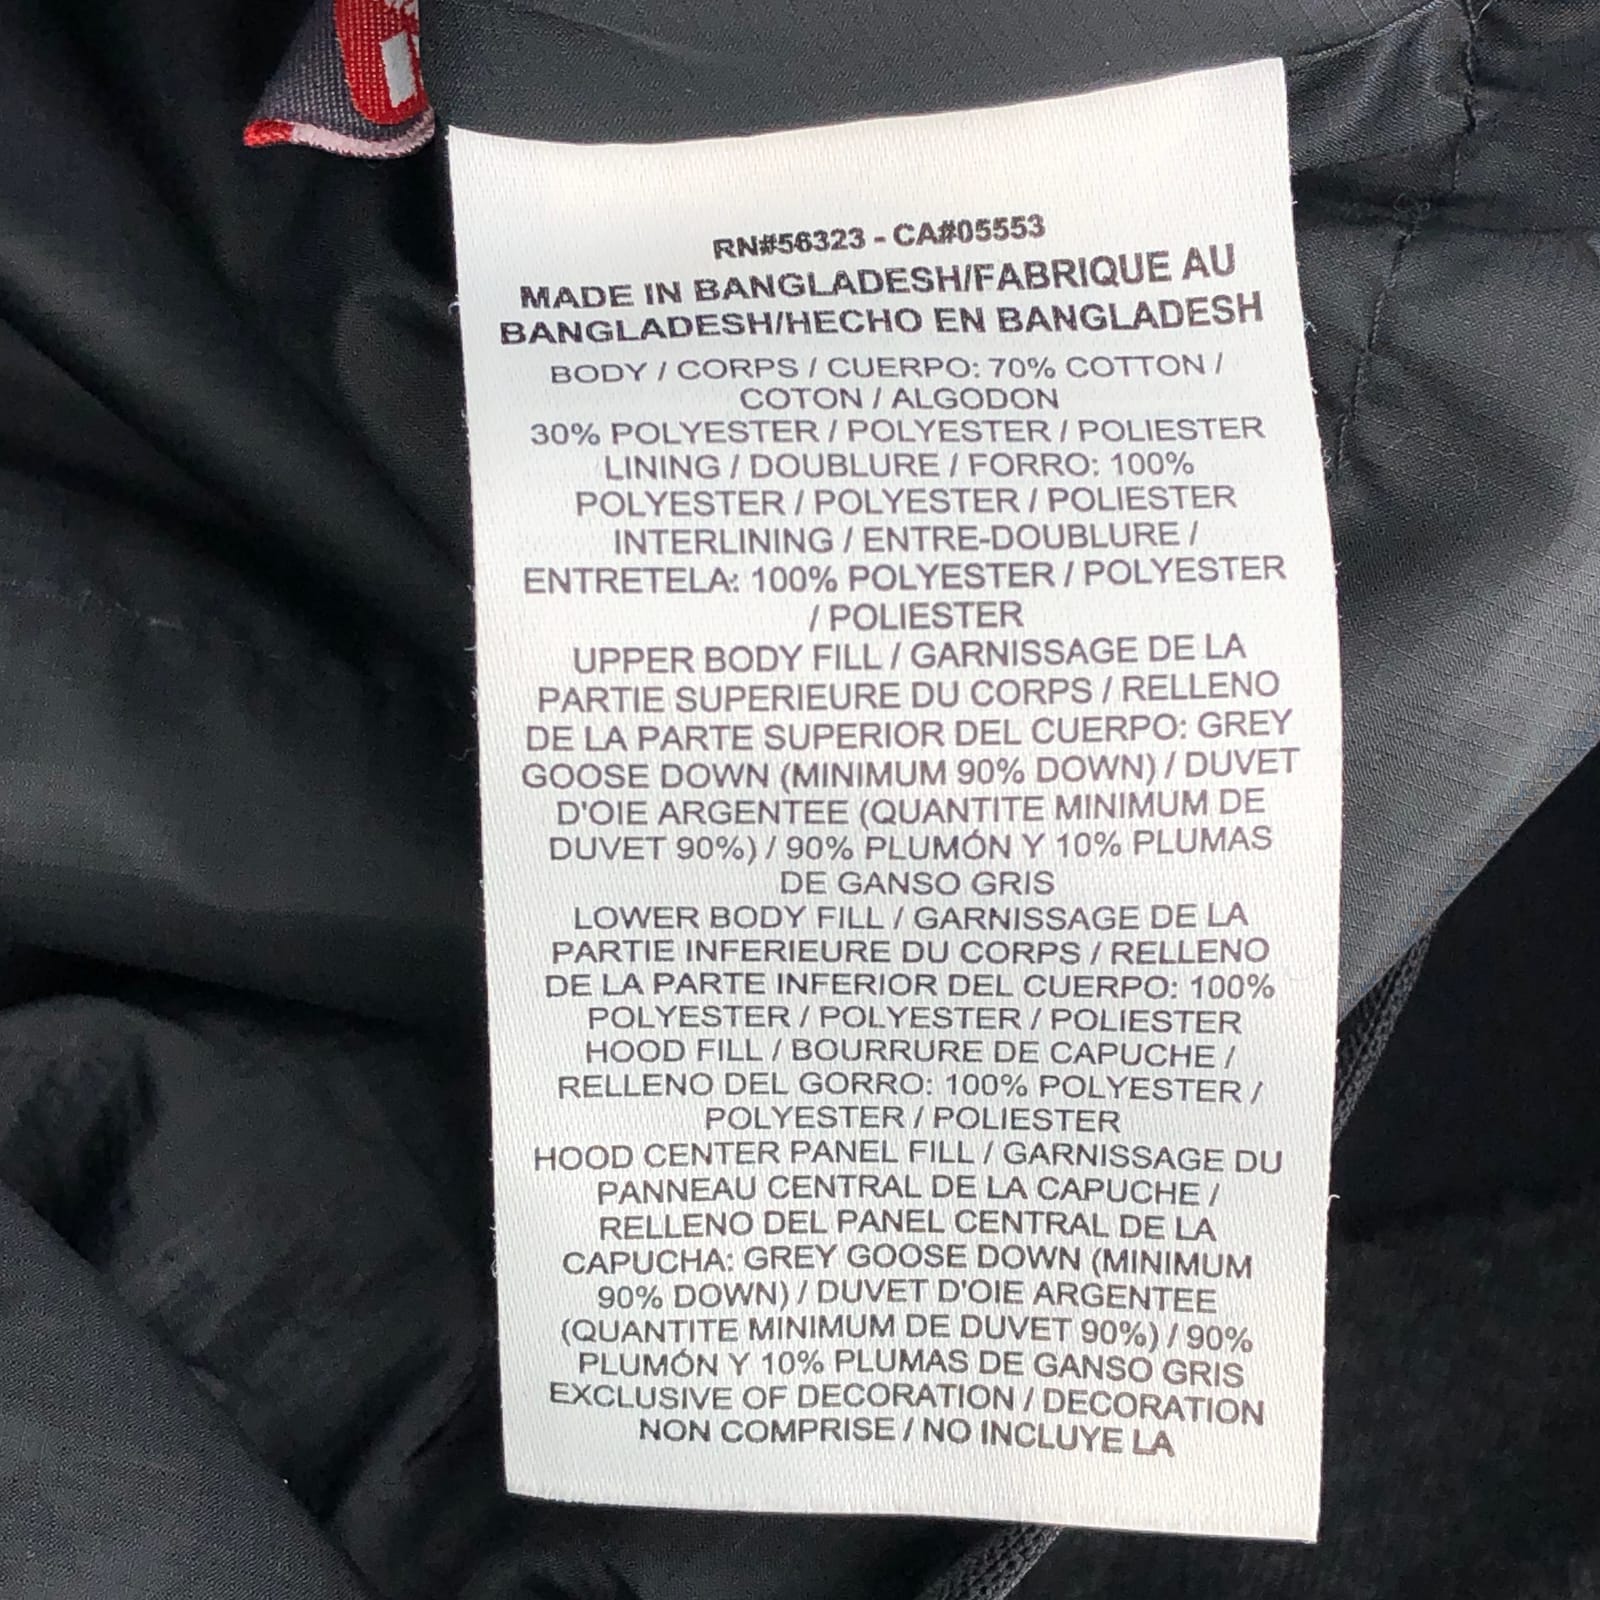 RN#56323 - CA#05553
MADE IN BANGLADESH/FABRIQUE AU
BANGLADESH/HECHO EN BANGLADESH
BODY / CORPS / CUERPO: 70% COTTON /
COTON / ALGODON
30% POLYESTER / POLYESTER / POLIESTER
LINING / DOUBLURE / FORRO: 100%
POLYESTER / POLYESTER / POLIESTER
INTERLINING / ENTRE-DOUBLURE /
ENTRETELA: 100% POLYESTER / POLYESTER
/ POLIESTER
UPPER BODY FILL / GARNISSAGE DE LA
PARTIE SUPERIEURE DU CORPS / RELLENO
DE LA PARTE SUPERIOR DEL CUERPO: GREY
GOOSE DOWN (MINIMUM 90% DOWN) / DUVET
D'OIE ARGENTEE (QUANTITE MINIMUM DE
DUVET 90%) / 90% PLUMÓN Y 10% PLUMAS
DE GANSO GRIS
LOWER BODY FILL / GARNISSAGE DE LA
PARTIE INFERIEURE DU CORPS / RELLENO
DE LA PARTE INFERIOR DEL CUERPO: 100%
POLYESTER / POLYESTER / POLIESTER
HOOD FILL / BOURRURE DE CAPUCHE /
RELLENO DEL GORRO: 100% POLYESTER /
POLYESTER / POLIESTER
HOOD CENTER PANEL FILL / GARNISSAGE DU
PANNEAU CENTRAL DE LA CAPUCHE /
RELLENO DEL PANEL CENTRAL DE LA
CAPUCHA: GREY GOOSE DOWN (MINIMUM
90% DOWN) / DUVET D'OIE ARGENTEE
(QUANTITE MINIMUM DE DUVET 90%) / 90%
PLUMÓN Y 10% PLUMAS DE GANSO GRIS
EXCLUSIVE OF DECORATION / DECORATION
NON COMPRISE / NO INCLUYE LA